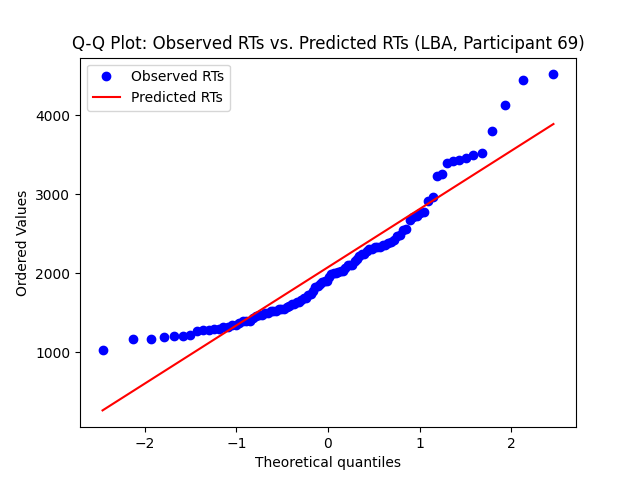 Q-Q Plot: Observed RTs vs. Predicted RTs (LBA, Participant 69)
Observed RTs
Predicted RTs
4000
3000
2000
1000
Ordered Values
−2
−1
0
1
2
Theoretical quantiles